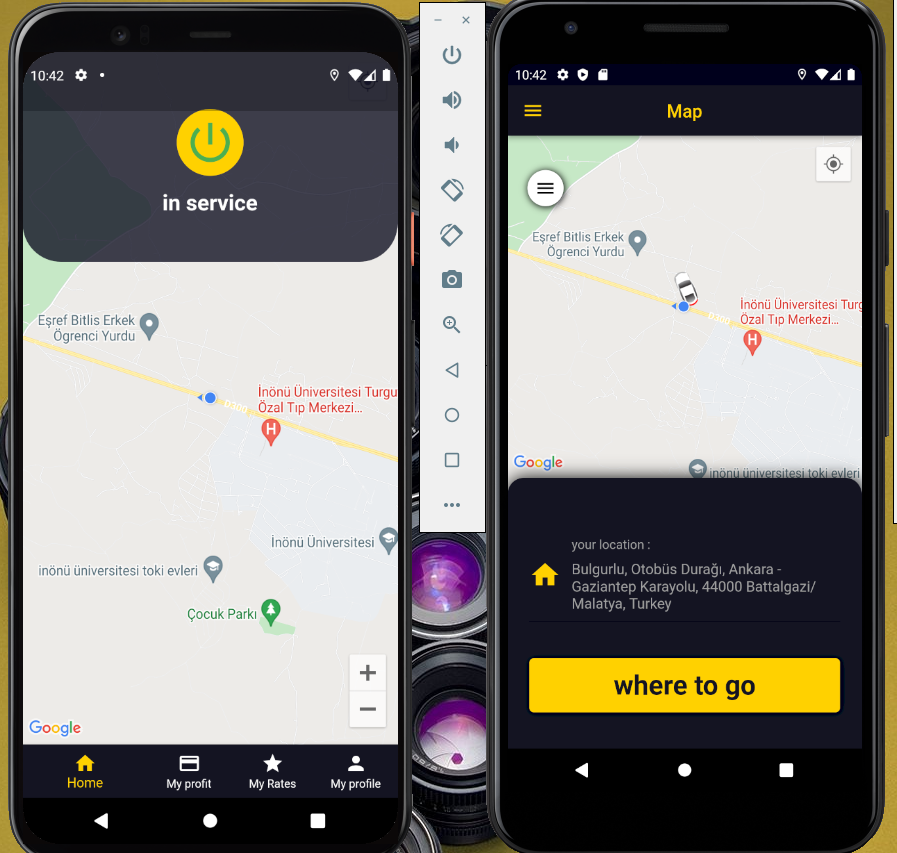 10:42
in service
Eşref Bitlis Erkek
Ögrenci Yurdu
D300
İnönü Üniversitesi Turgu
Özal Tıp Merkezi...
H
İnönü Üniversitesi
inönü üniversitesi toki evleri
Çocuk Parkı
Google
Home
My profit
My Rates
My profile
10:42
Map
Eşref Bitlis Erkek
Ögrenci Yurdu
D300
İnönü Üniversitesi Turg
Özal Tıp Merkezi...
H
Google
inönü üniversitesi toki evleri
your location :
Bulgurlu, Otobüs Durağı, Ankara -
Gaziantep Karayolu, 44000 Battalgazi/
Malatya, Turkey
where to go